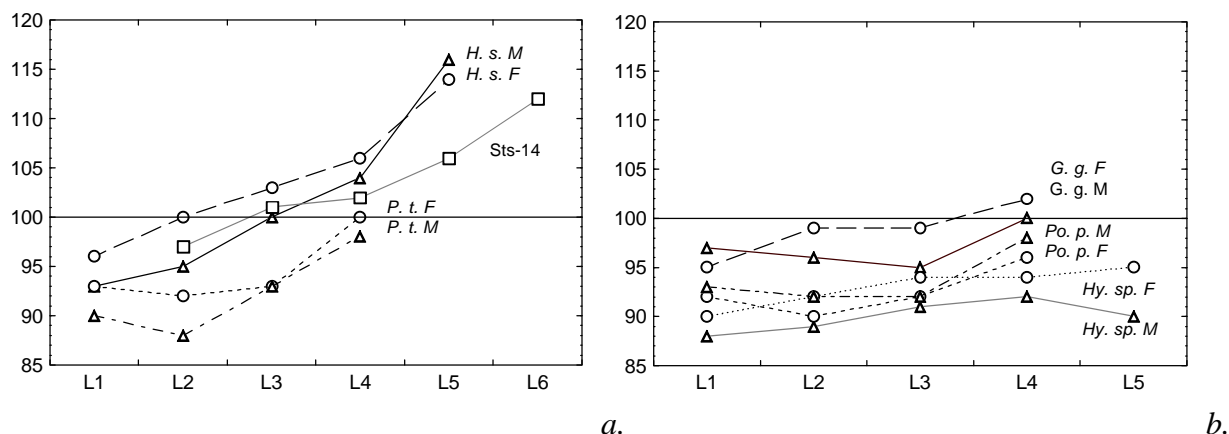 120
115
110
105
100
95
90
85
L1 L2 L3 L4 L5 L6
H. s. M
H. s. F
Sts-14
P. t. F
P. t. M
a.
120
115
110
105
100
95
90
85
L1 L2 L3 L4 L5
G. g. F
G. g. M
Po. p. M
Po. p. F
Hy. sp. F
Hy. sp. M
b.